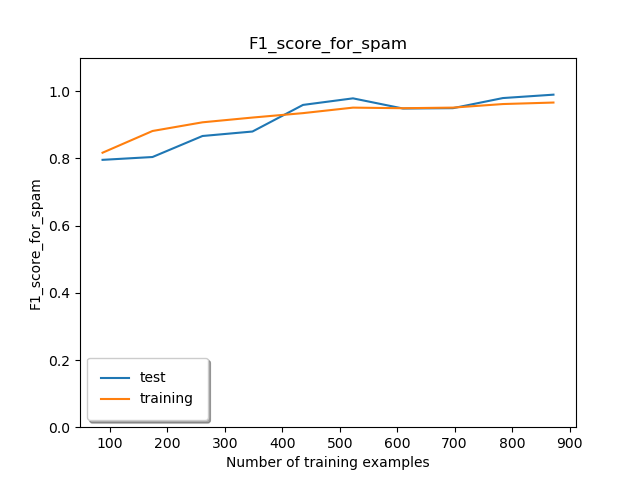 F1_score_for_spam
F1_score_for_spam
1.0
0.8
0.6
0.4
0.2
0.0
test
training
100 200 300 400 500 600 700 800 900
Number of training examples